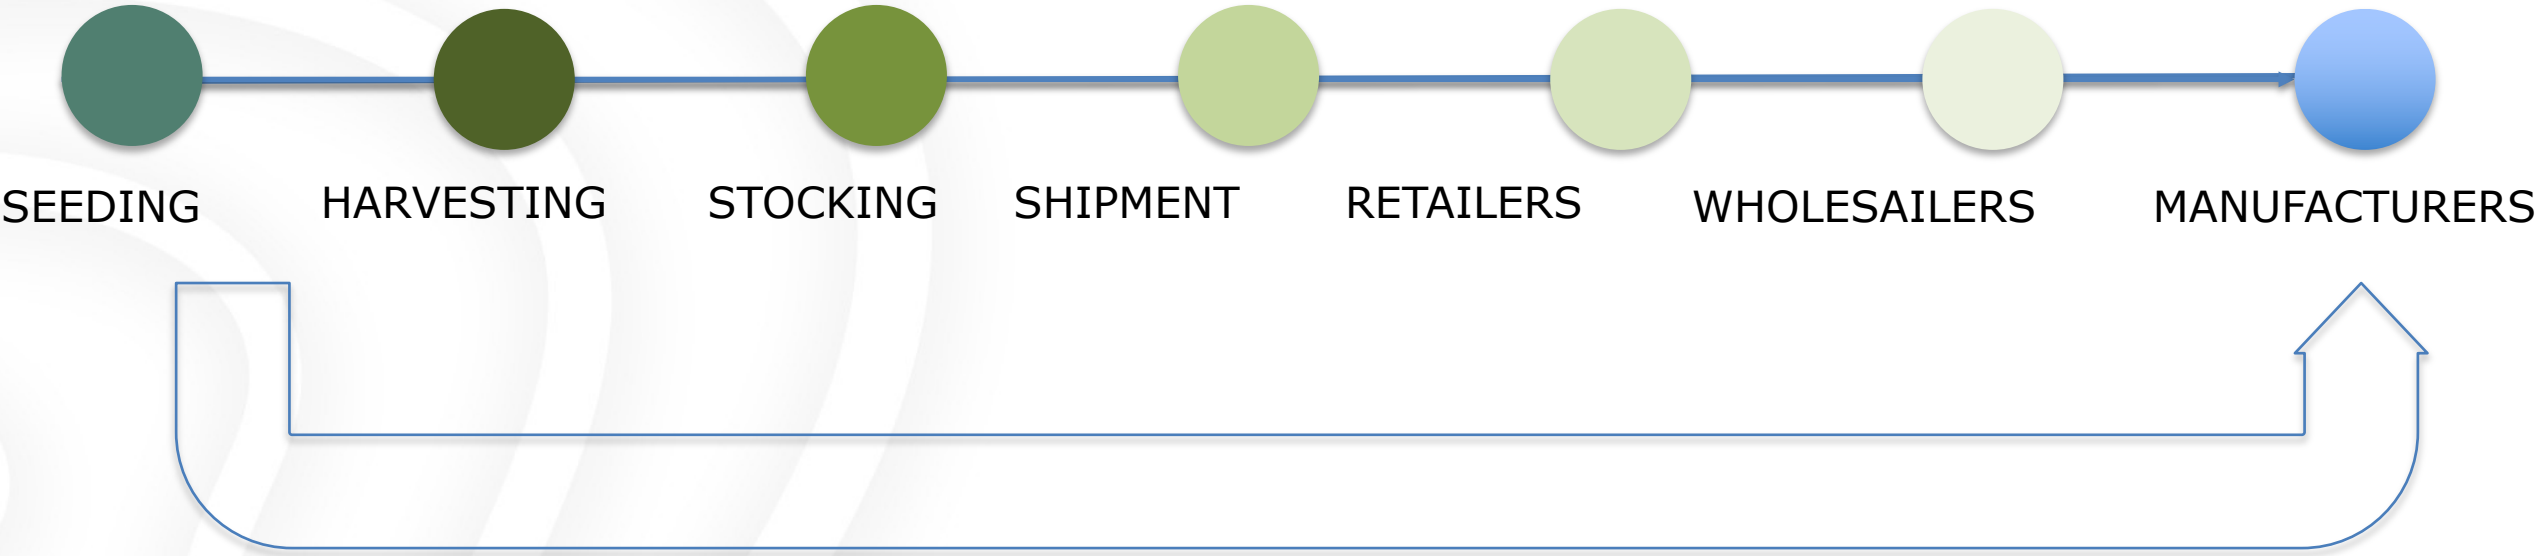 SEEDING
HARVESTING
STOCKING
SHIPMENT
RETAILERS
WHOLESAILERS
MANUFACTURERS